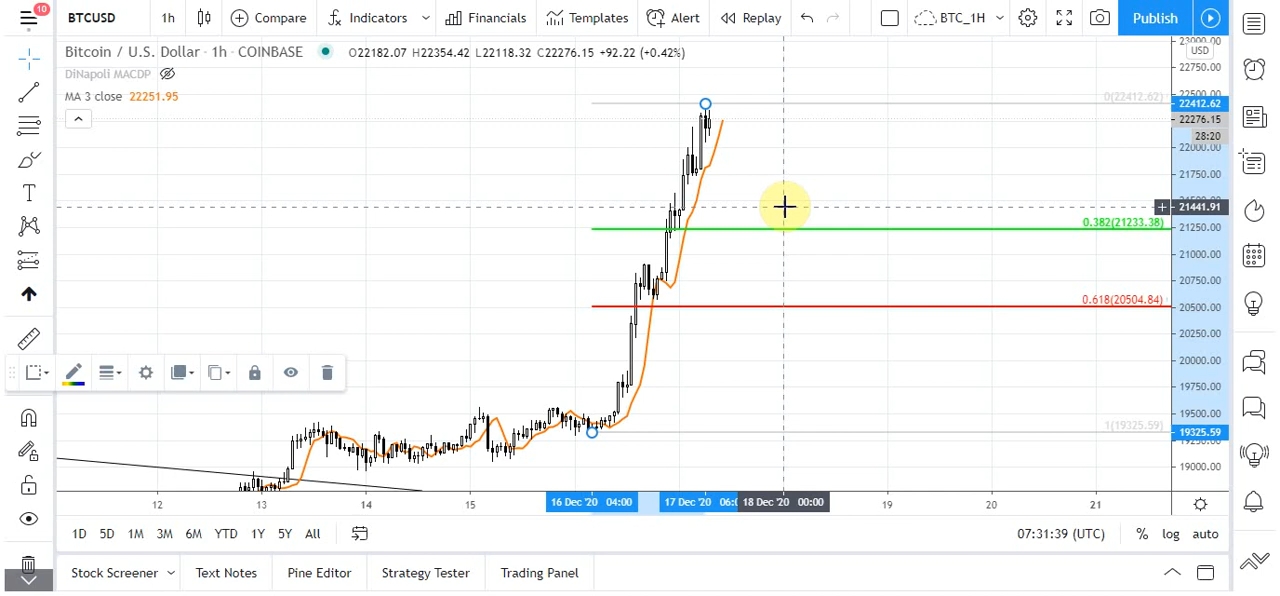 10
BTCUSD 1h Compare Indicators Financials Templates Alert Replay BTC_1H Publish
Bitcoin / U.S. Dollar · 1h · COINBASE O22182.07 H22354.42 L22118.32 C22276.15 +92.22 (+0.42%)
DiNapoli MACDP
MA 3 close 22251.95
USD
22750.00
0(22412.62)
22412.62
22276.15
28:20
22000.00
21750.00
21441.91
0.382(21233.38)
21250.00
21000.00
20750.00
0.618(20504.84)
20500.00
20250.00
20000.00
19750.00
19500.00
1(19325.59)
19325.59
19000.00
12 13 14 15 16 Dec '20 04:00 17 Dec '20 18 Dec '20 00:00 19 20 21
1D 5D 1M 3M 6M YTD 1Y 5Y All 07:31:39 (UTC) % log auto
Stock Screener Text Notes Pine Editor Strategy Tester Trading Panel